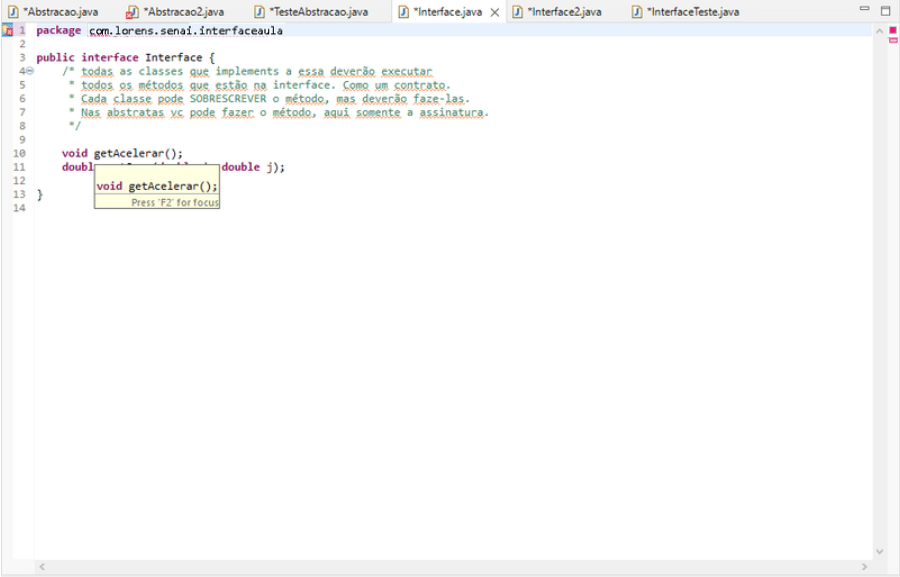 *Abstracao.java *Abstracao2.java *TesteAbstracao.java *Interface.java *Interface2.java *InterfaceTeste.java
1 package com.lorens.senai.interfaceaula
2
3 public interface Interface {
4 /* todas as classes que implements a essa deverão executar
5 * todos os métodos que estão na interface. Como um contrato.
6 * Cada classe pode SOBRESCREVER o método, mas deverão faze-las.
7 * Nas abstratas vc pode fazer o método, aqui somente a assinatura.
8 */
9
10 void getAcelerar();
11 double j);
12
void getAcelerar();
13 }
Press 'F2' for focus
14